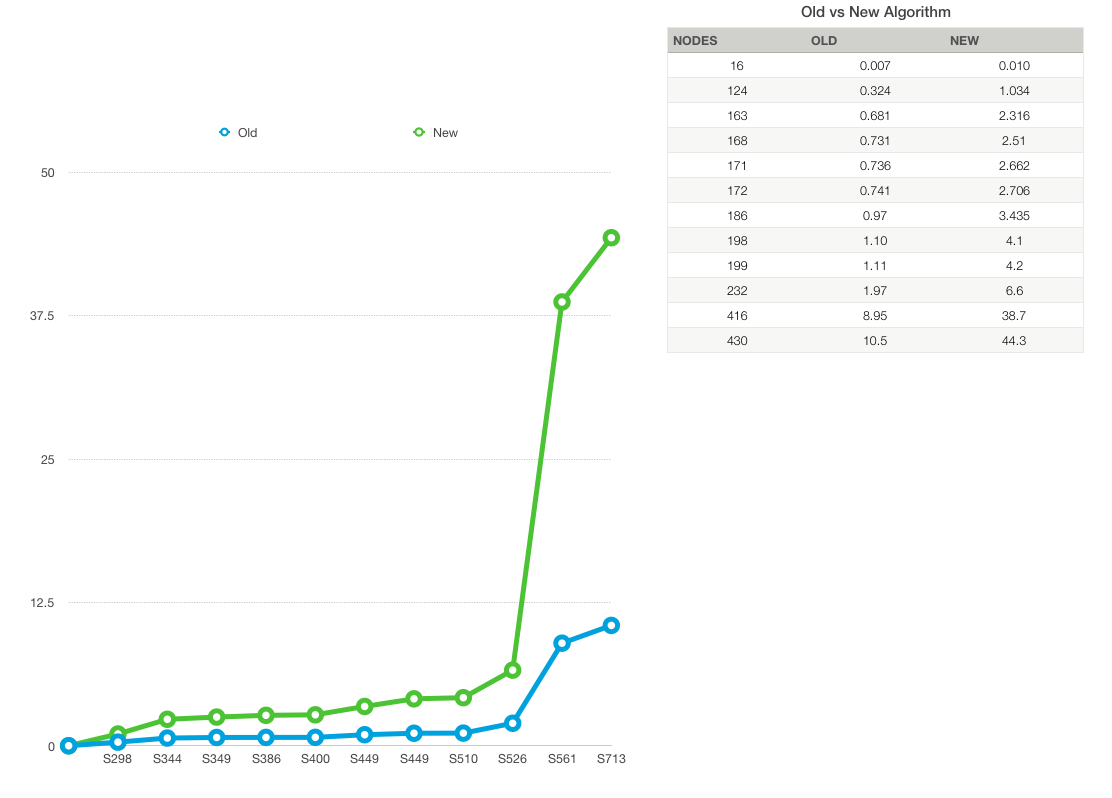 Old vs New Algorithm
NODES OLD NEW
16 0.007 0.010
124 0.324 1.034
163 0.681 2.316
168 0.731 2.51
171 0.736 2.662
172 0.741 2.706
186 0.97 3.435
198 1.10 4.1
199 1.11 4.2
232 1.97 6.6
416 8.95 38.7
430 10.5 44.3
Old New
50
37.5
25
12.5
0
S298 S344 S349 S386 S400 S449 S449 S510 S526 S561 S713